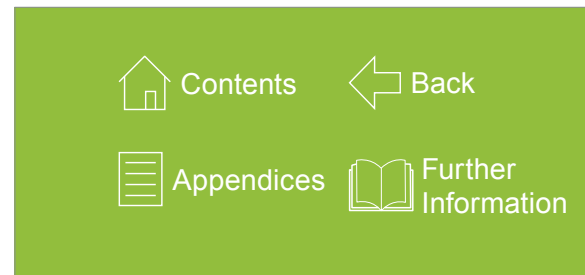 Contents
Back
Appendices
Further
Information